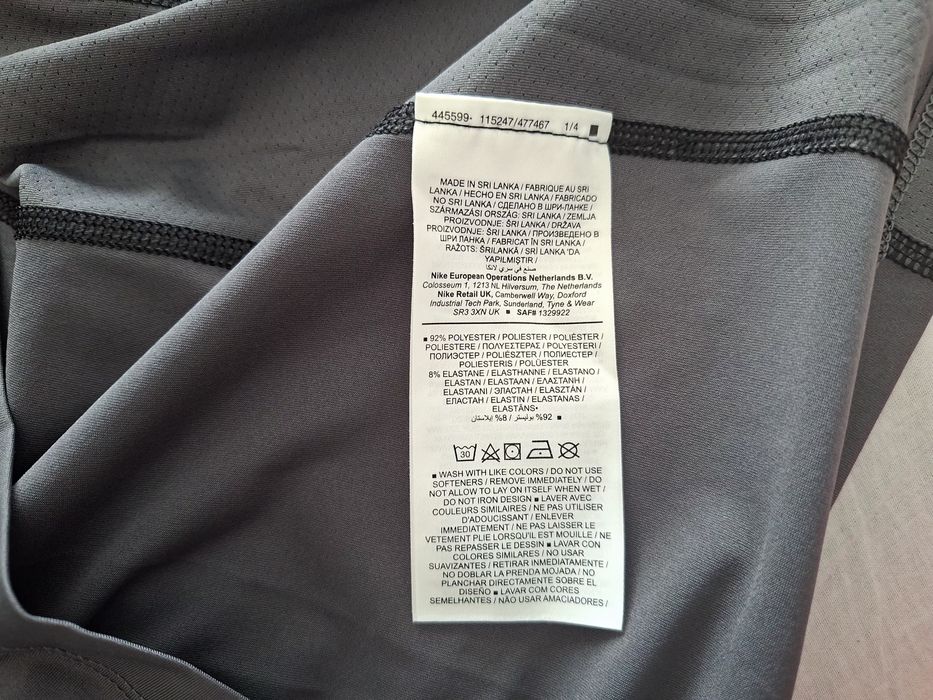 445599- 115247/477467 1/4
MADE IN SRI LANKA / FABRIQUE AU SRI
LANKA / HECHO EN SRI LANKA / FABRICADO
NO SRI LANKA / СДЕЛАНО В ШРИ-ЛАНКЕ /
SZÁRMAZÁSI ORSZÁG: SRI LANKA / ZEMLJA
PROIZVODNJE: ŠRI LANKA / DRŽAVA
PROIZVODNJE: ŠRI LANKA / ПРОИЗВЕДЕНО В
ШРИ ЛАНКА / FABRICAT ÎN SRI LANKA /
RAŽOTS: ŠRILANKĀ / SRI LANKA 'DA
YAPILMIŞTIR /
صنع في سري لانكا
Nike European Operations Netherlands B.V.
Colosseum 1, 1213 NL Hilversum, The Netherlands
Nike Retail UK, Camberwell Way, Doxford
Industrial Tech Park, Sunderland, Tyne & Wear
SR3 3XN UK ■ SAF# 1329922
■ 92% POLYESTER / POLIESTER / POLIÉSTER /
POLIESTERE / ΠΟΛΥΕΣΤΕΡΑΣ / POLYESTERI /
ПОЛИЭСТЕР / POLIÉSZTER / ПОЛИЕСТЕР /
POLIESTERIS / POLÜESTER
8% ELASTANE / ELASTHANNE / ELASTANO /
ELASTAN / ELASTAAN / ΕΛΑΣΤΑΝΗ /
ELASTAANI / ЭЛАСТАН / ELASZTÁN /
ЕЛАСТАН / ELASTIN / ELASTANAS /
ELASTĀNS•
■ %92 بوليستر / %8 إيلاستان
30
■ WASH WITH LIKE COLORS / DO NOT USE
SOFTENERS / REMOVE IMMEDIATELY / DO
NOT ALLOW TO LAY ON ITSELF WHEN WET /
DO NOT IRON DESIGN ■ LAVER AVEC
COULEURS SIMILAIRES / NE PAS UTILISER
D'ADOUCISSANT / ENLEVER
IMMEDIATEMENT / NE PAS LAISSER LE
VETEMENT PLIE LORSQU'IL EST MOUILLE / NE
PAS REPASSER LE DESSIN ■ LAVAR CON
COLORES SIMILARES / NO USAR
SUAVIZANTES / RETIRAR INMEDIATAMENTE /
NO DOBLAR LA PRENDA MOJADA / NO
PLANCHAR DIRECTAMENTE SOBRE EL
DISEÑO ■ LAVAR COM CORES
SEMELHANTES / NÃO USAR AMACIADORES /